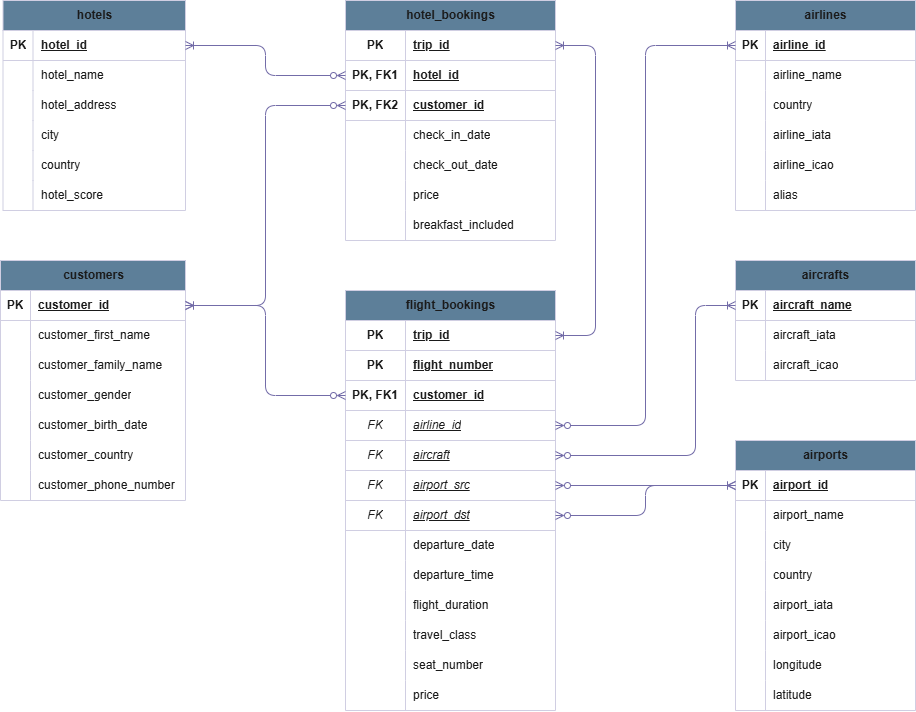 hotels
PK hotel_id
hotel_name
hotel_address
city
country
hotel_score
hotel_bookings
PK trip_id
PK, FK1 hotel_id
PK, FK2 customer_id
check_in_date
check_out_date
price
breakfast_included
airlines
PK airline_id
airline_name
country
airline_iata
airline_icao
alias
customers
PK customer_id
customer_first_name
customer_family_name
customer_gender
customer_birth_date
customer_country
customer_phone_number
flight_bookings
PK trip_id
PK flight_number
PK, FK1 customer_id
FK airline_id
FK aircraft
FK airport_src
FK airport_dst
departure_date
departure_time
flight_duration
travel_class
seat_number
price
aircrafts
PK aircraft_name
aircraft_iata
aircraft_icao
airports
PK airport_id
airport_name
city
country
airport_iata
airport_icao
longitude
latitude